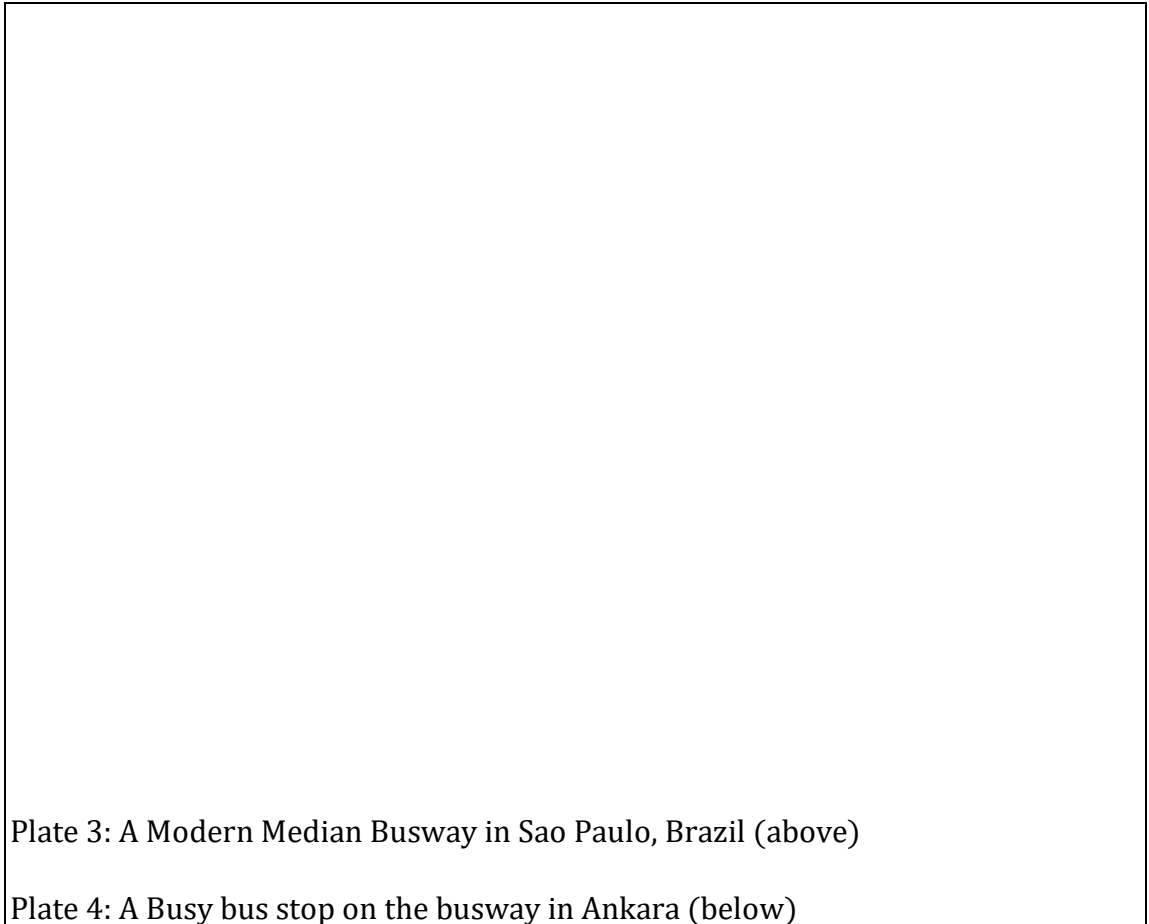 Plate 3: A Modern Median Busway in Sao Paulo, Brazil (above)
Plate 4: A Busy bus stop on the busway in Ankara (below)